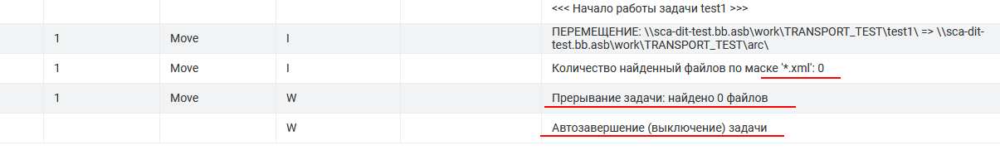 <<< Начало работы задачи test1 >>>
1 Move I ПЕРЕМЕЩЕНИЕ: \\sca-dit-test.bb.asb\work\TRANSPORT_TEST\test1\ => \\sca-dit-
test.bb.asb\work\TRANSPORT_TEST\arc\
1 Move I Количество найденный файлов по маске '*.xml': 0
1 Move W Прерывание задачи: найдено 0 файлов
W Автозавершение (выключение) задачи